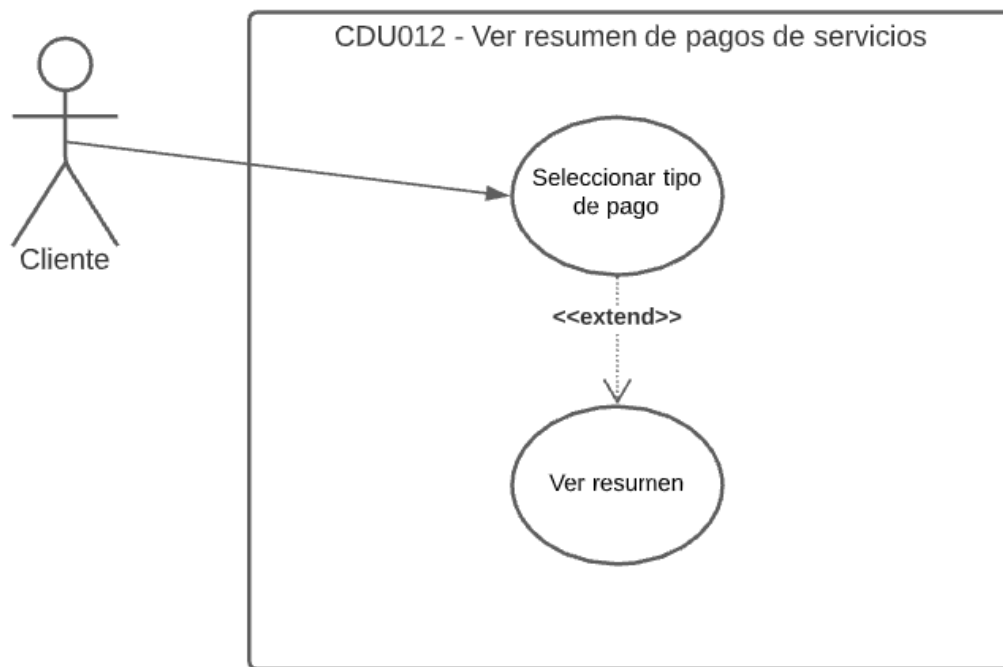 CDU012 - Ver resumen de pagos de servicios
Cliente
Seleccionar tipo
de pago
<<extend>>
Ver resumen